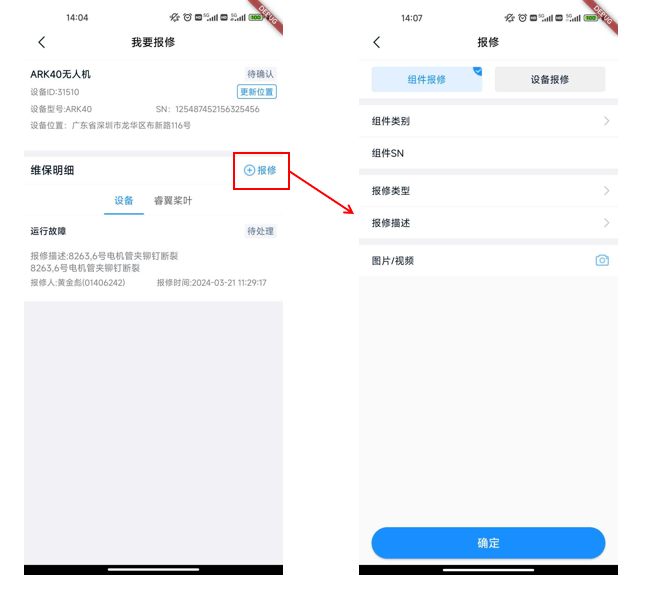 14:04
DEBUG
我要报修
ARK40无人机
待确认
设备ID:31510
更新位置
设备型号:ARK40
SN: 125487452156325456
设备位置: 广东省深圳市龙华区布新路116号
维保明细
报修
设备
睿翼桨叶
运行故障
待处理
报修描述:8263,6号电机管夹铆钉断裂
8263,6号电机管夹铆钉断裂
报修人:黄金彪(01406242)
报修时间:2024-03-21 11:29:17
14:07
DEBUG
报修
组件报修
设备报修
组件类别
组件SN
报修类型
报修描述
图片/视频
确定